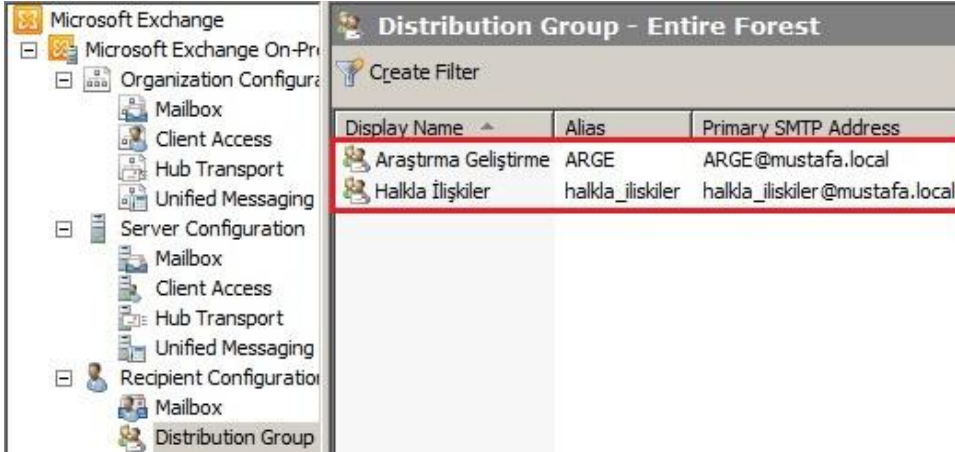 Microsoft Exchange
Microsoft Exchange On-Pre
Organization Configura
Mailbox
Client Access
Hub Transport
Unified Messaging
Server Configuration
Mailbox
Client Access
Hub Transport
Unified Messaging
Recipient Configuration
Mailbox
Distribution Group
Distribution Group - Entire Forest
Create Filter
Display Name Alias Primary SMTP Address
Araştırma Geliştirme ARGE ARGE@mustafa.local
Halkla İlişkiler halkla_iliskiler halkla_iliskiler@mustafa.local